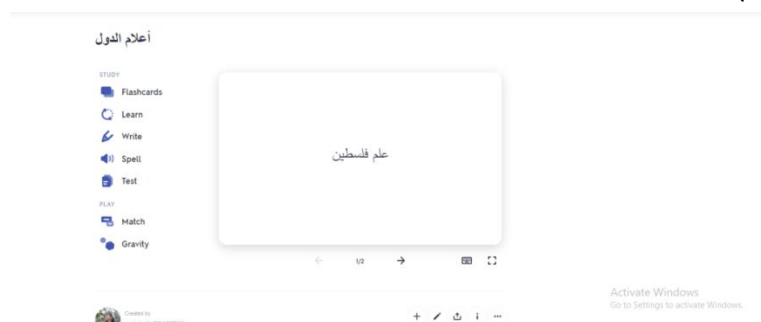 أعلام الدول
STUDY
Flashcards
Learn
Write
Spell
Test
PLAY
Match
Gravity
علم فلسطين
1/2
Created by
Activate Windows
Go to Settings to activate Windows.